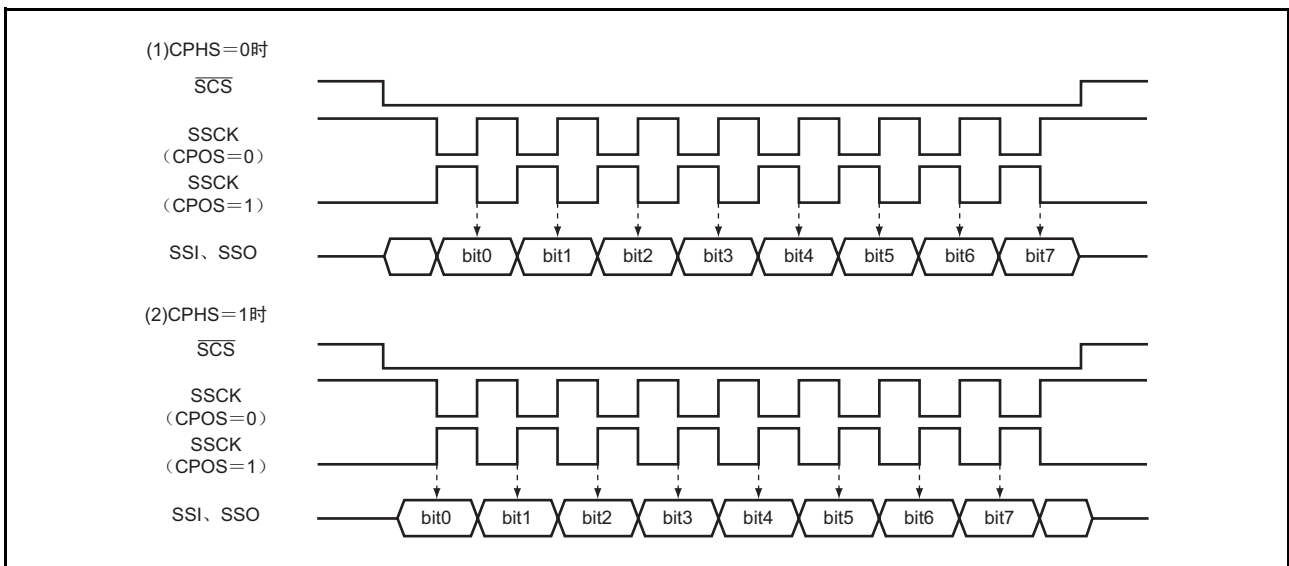 (1)CPHS＝0时
SCS
SSCK
（CPOS＝0）
SSCK
（CPOS＝1）
SSI、SSO
bit0 bit1 bit2 bit3 bit4 bit5 bit6 bit7
(2)CPHS＝1时
SCS
SSCK
（CPOS＝0）
SSCK
（CPOS＝1）
SSI、SSO
bit0 bit1 bit2 bit3 bit4 bit5 bit6 bit7